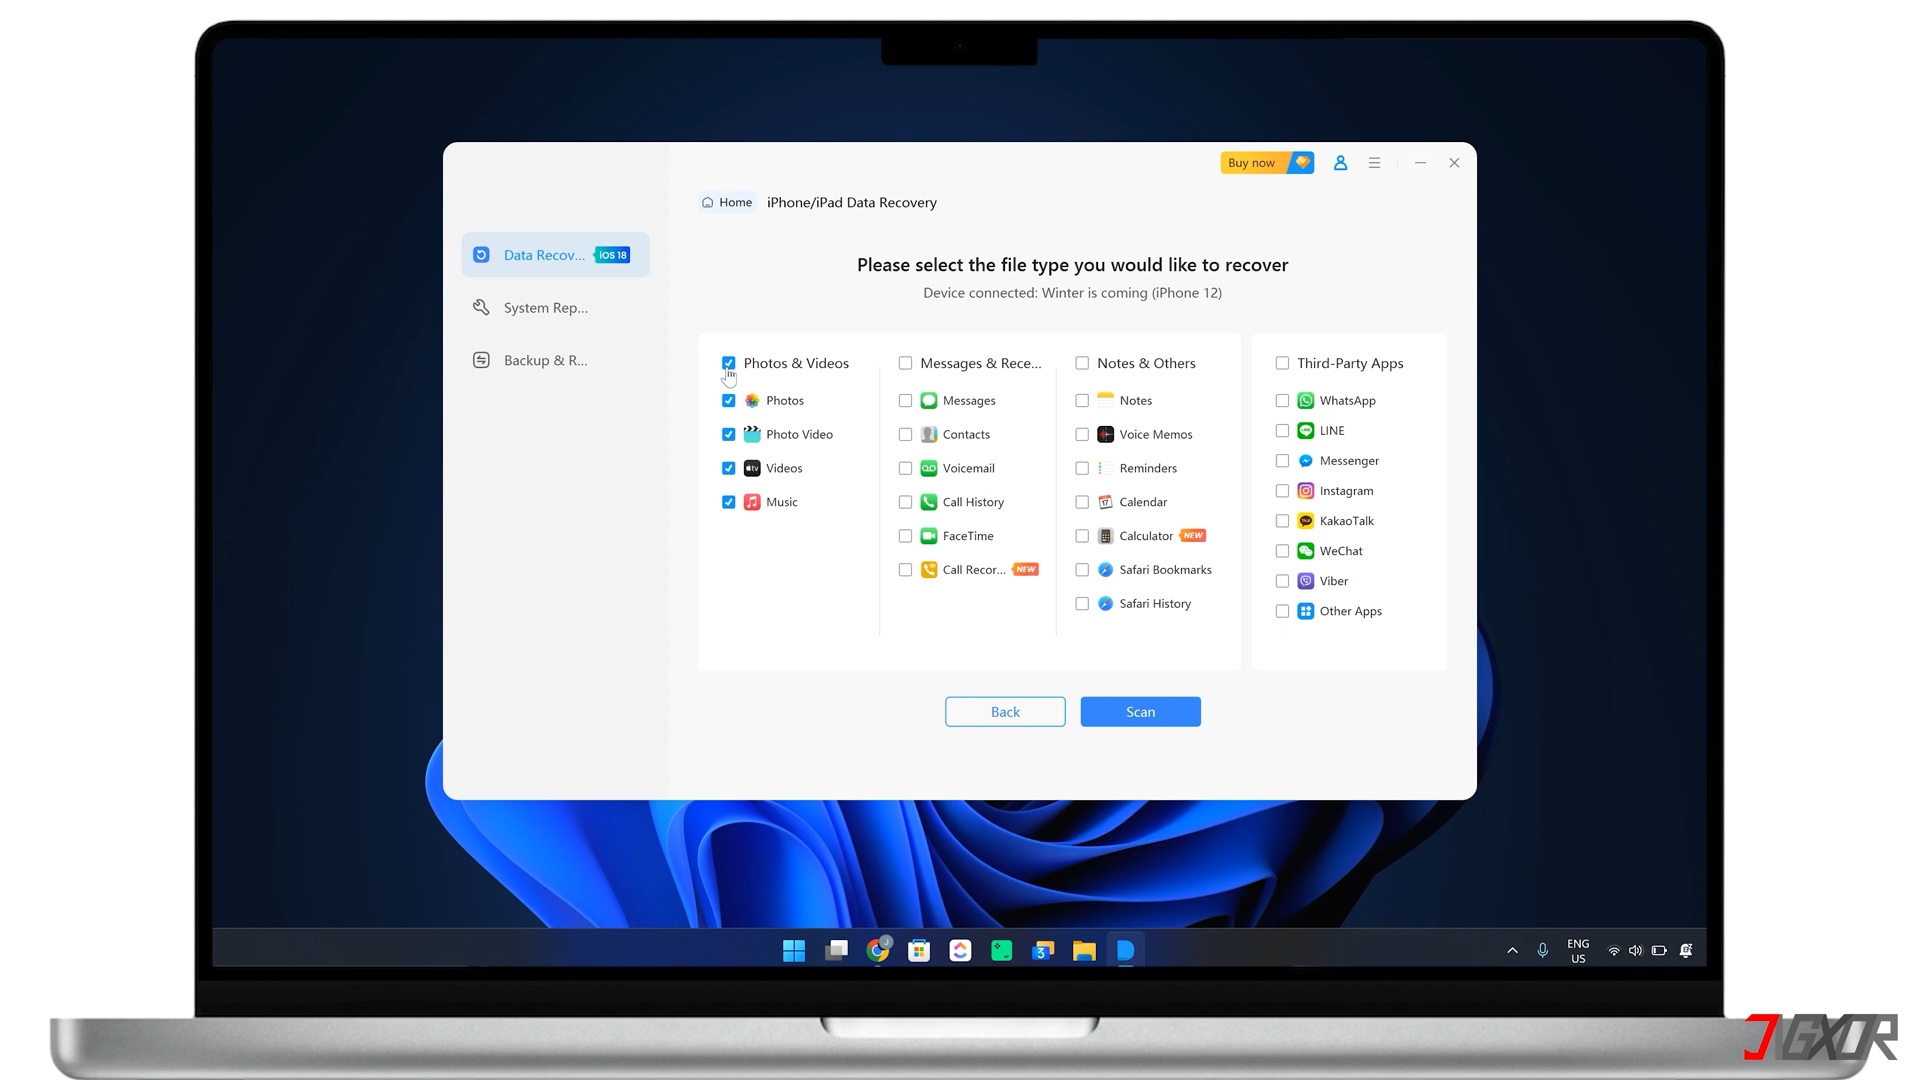 Buy now
Home iPhone/iPad Data Recovery
Data Recov... iOS 18
System Rep...
Backup & R...
Please select the file type you would like to recover
Device connected: Winter is coming (iPhone 12)
Photos & Videos
Photos
Photo Video
Videos
Music
Messages & Rece...
Messages
Contacts
Voicemail
Call History
FaceTime
Call Recor... NEW
Notes & Others
Notes
Voice Memos
Reminders
Calendar
Calculator NEW
Safari Bookmarks
Safari History
Third-Party Apps
WhatsApp
LINE
Messenger
Instagram
KakaoTalk
WeChat
Viber
Other Apps
Back
Scan
ENG
US
JGXOR